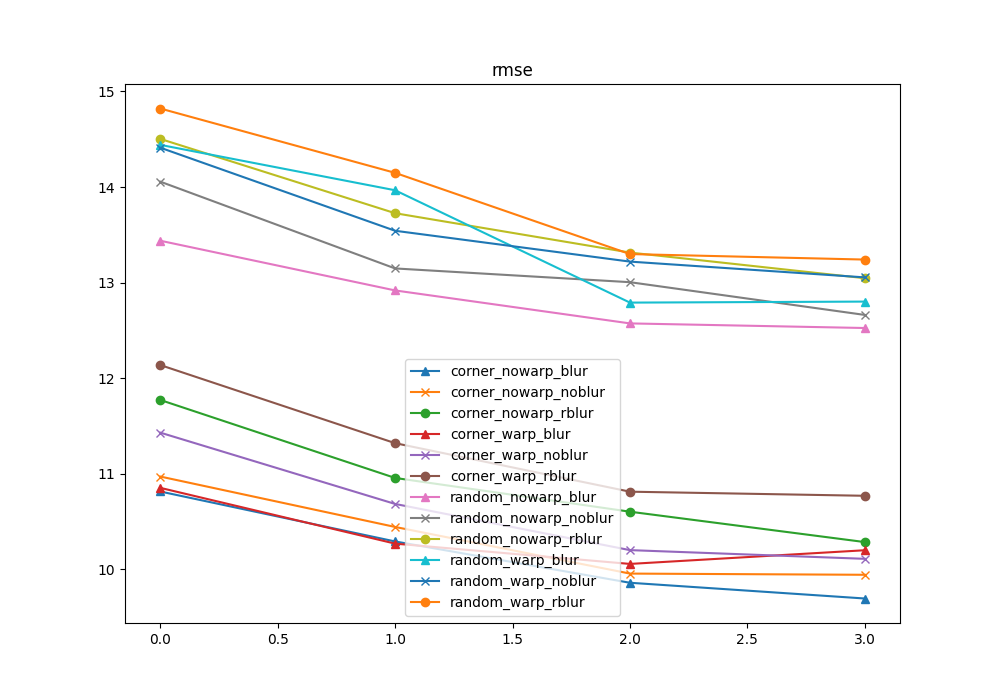 rmse
15
14
13
12
11
10
corner_nowarp_blur
corner_nowarp_noblur
corner_nowarp_rblur
corner_warp_blur
corner_warp_noblur
corner_warp_rblur
random_nowarp_blur
random_nowarp_noblur
random_nowarp_rblur
random_warp_blur
random_warp_noblur
random_warp_rblur
0.0 0.5 1.0 1.5 2.0 2.5 3.0